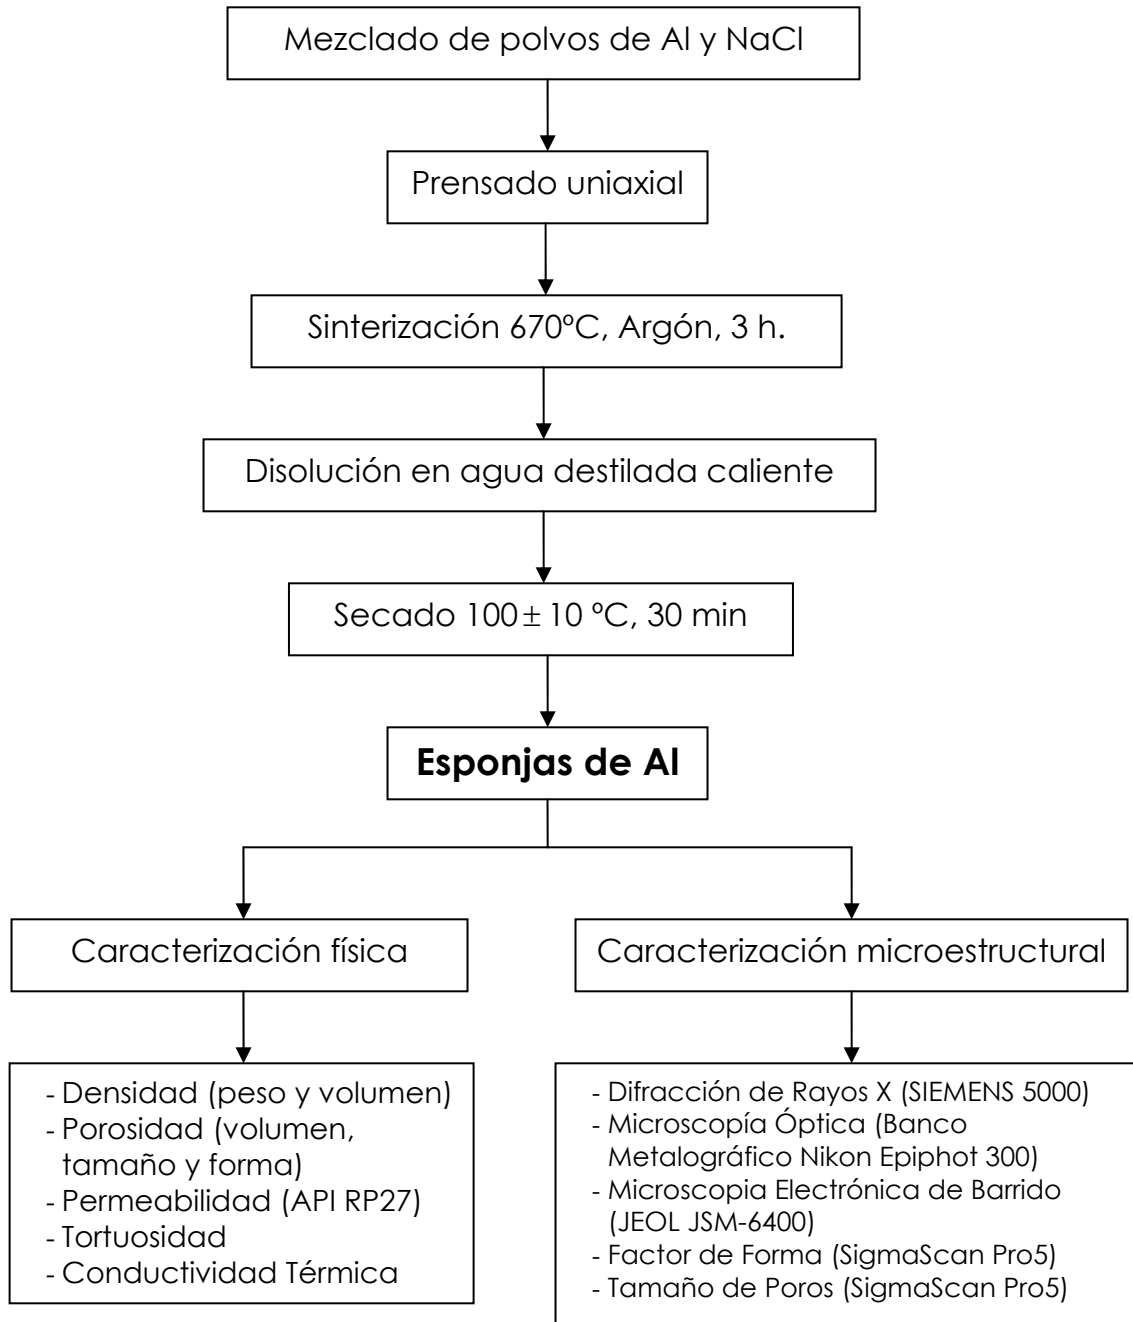 Mezclado de polvos de Al y NaCl
Prensado uniaxial
Sinterización 670ºC, Argón, 3 h.
Disolución en agua destilada caliente
Secado 100 ± 10 ºC, 30 min
Esponjas de Al
Caracterización física
Caracterización microestructural
- Densidad (peso y volumen)
- Porosidad (volumen,
tamaño y forma)
- Permeabilidad (API RP27)
- Tortuosidad
- Conductividad Térmica
- Difracción de Rayos X (SIEMENS 5000)
- Microscopía Óptica (Banco
Metalográfico Nikon Epiphot 300)
- Microscopia Electrónica de Barrido
(JEOL JSM-6400)
- Factor de Forma (SigmaScan Pro5)
- Tamaño de Poros (SigmaScan Pro5)